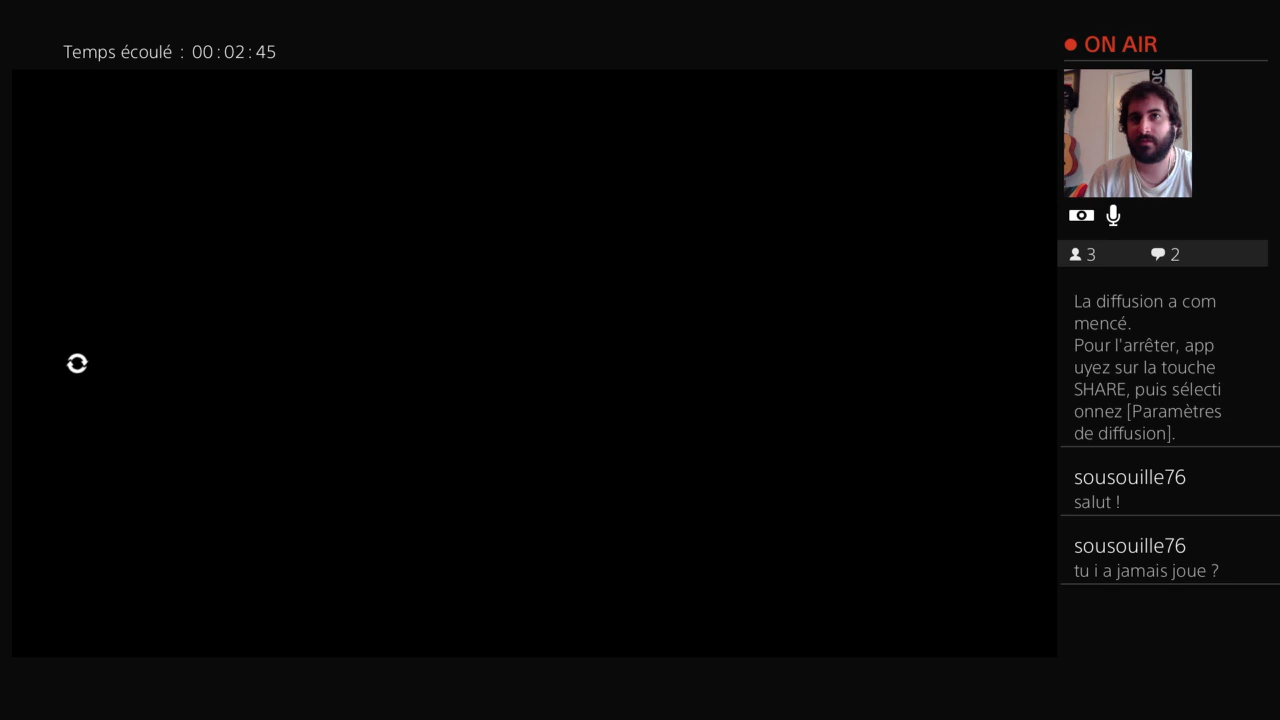 Temps écoulé : 00:02:45
ON AIR
3
2
La diffusion a com
mencé.
Pour l'arrêter, app
uyez sur la touche
SHARE, puis sélecti
onnez [Paramètres
de diffusion].
sousouille76
salut !
sousouille76
tu i a jamais joue ?